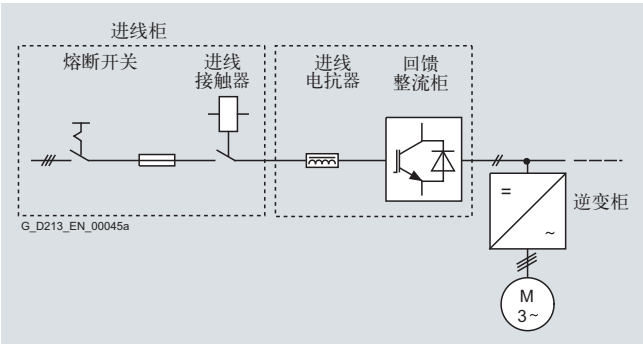 进线柜
熔断开关
进线
接触器
进线
电抗器
回馈
整流柜
=
~
逆变柜
M
3~
G_D213_EN_00045a